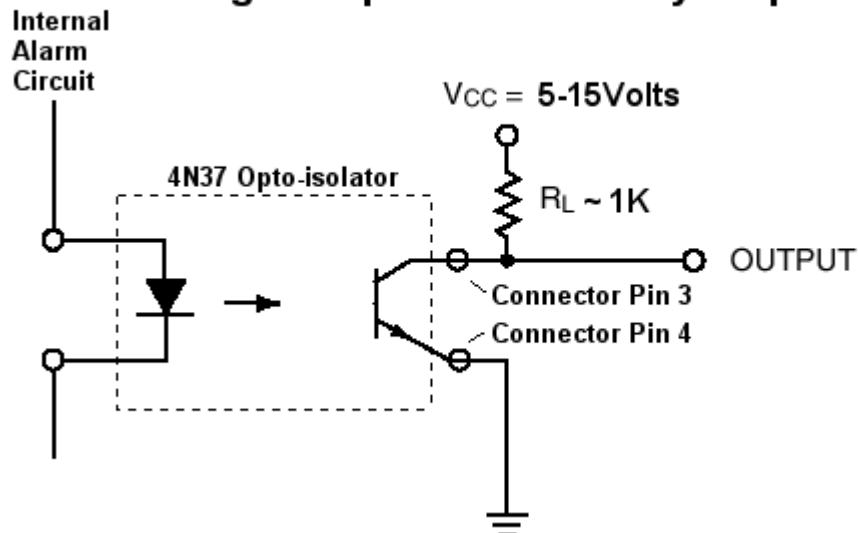 Internal
Alarm
Circuit
VCC = 5-15Volts
4N37 Opto-isolator
RL ~ 1K
OUTPUT
Connector Pin 3
Connector Pin 4